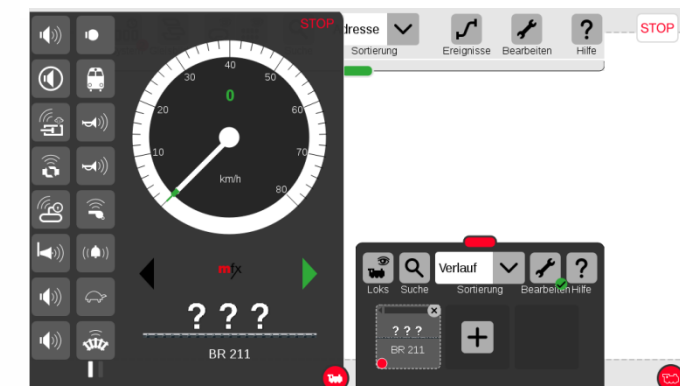 STOP
40
30
50
0
20
60
10
70
km/h
80
mfx
? ? ?
BR 211
dresse
Sortierung
Ereignisse
Bearbeiten
?
Hilfe
STOP
Verlauf
?
Loks
Suche
Sortierung
Bearbeiten
Hilfe
? ? ?
BR 211